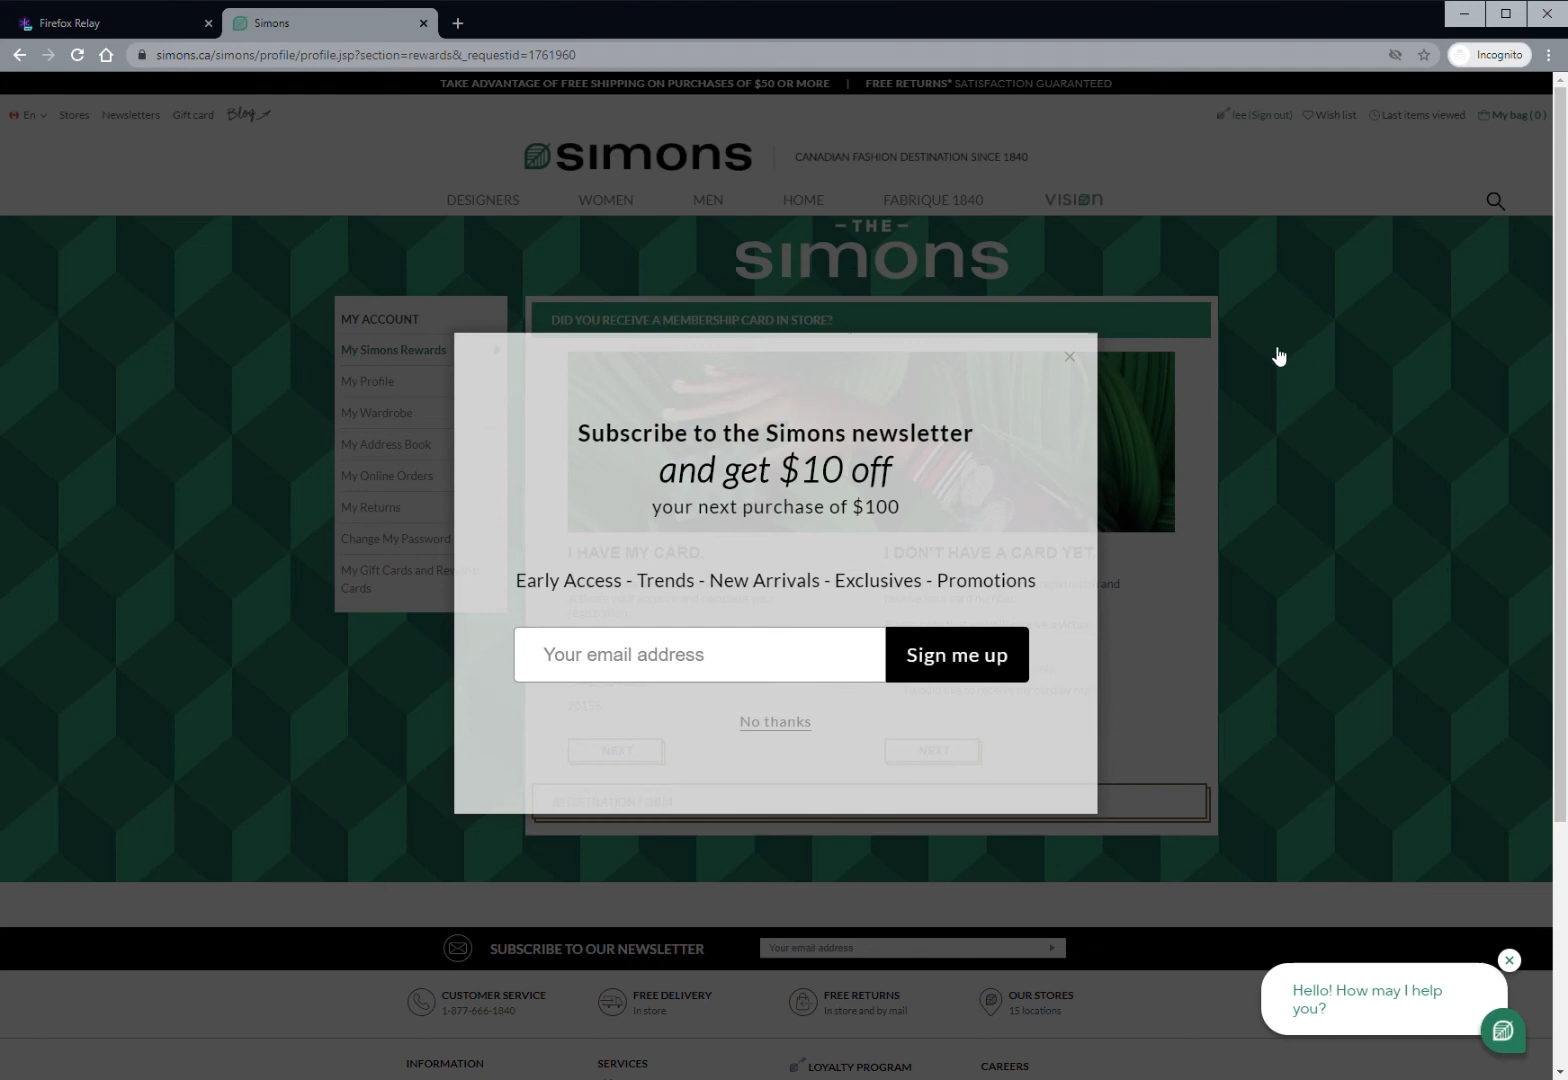 Firefox Relay
Simons
simons.ca/simons/profile/profile.jsp?section=rewards&_requestid=1761960
Incognito
TAKE ADVANTAGE OF FREE SHIPPING ON PURCHASES OF $50 OR MORE | FREE RETURNS* SATISFACTION GUARANTEED
En Stores Newsletters Gift card Blog
lee (Sign out) Wish list Last items viewed My bag ( 0 )
simons CANADIAN FASHION DESTINATION SINCE 1840
DESIGNERS WOMEN MEN HOME FABRIQUE 1840 VISION
– THE –
simons
MY ACCOUNT
My Simons Rewards
My Profile
My Wardrobe
My Address Book
My Online Orders
My Returns
Change My Password
My Gift Cards and Reward
Cards
DID YOU RECEIVE A MEMBERSHIP CARD IN STORE?
Subscribe to the Simons newsletter
and get $10 off
your next purchase of $100
I HAVE MY CARD.
I DON'T HAVE A CARD YET.
Early Access - Trends - New Arrivals - Exclusives - Promotions
and
Your email address
Sign me up
No thanks
NEXT
NEXT
REGISTRATION FORM
SUBSCRIBE TO OUR NEWSLETTER
Your email address
CUSTOMER SERVICE
1-877-666-1840
FREE DELIVERY
In store
FREE RETURNS
In store and by mail
OUR STORES
15 locations
Hello! How may I help
you?
INFORMATION
SERVICES
LOYALTY PROGRAM
CAREERS